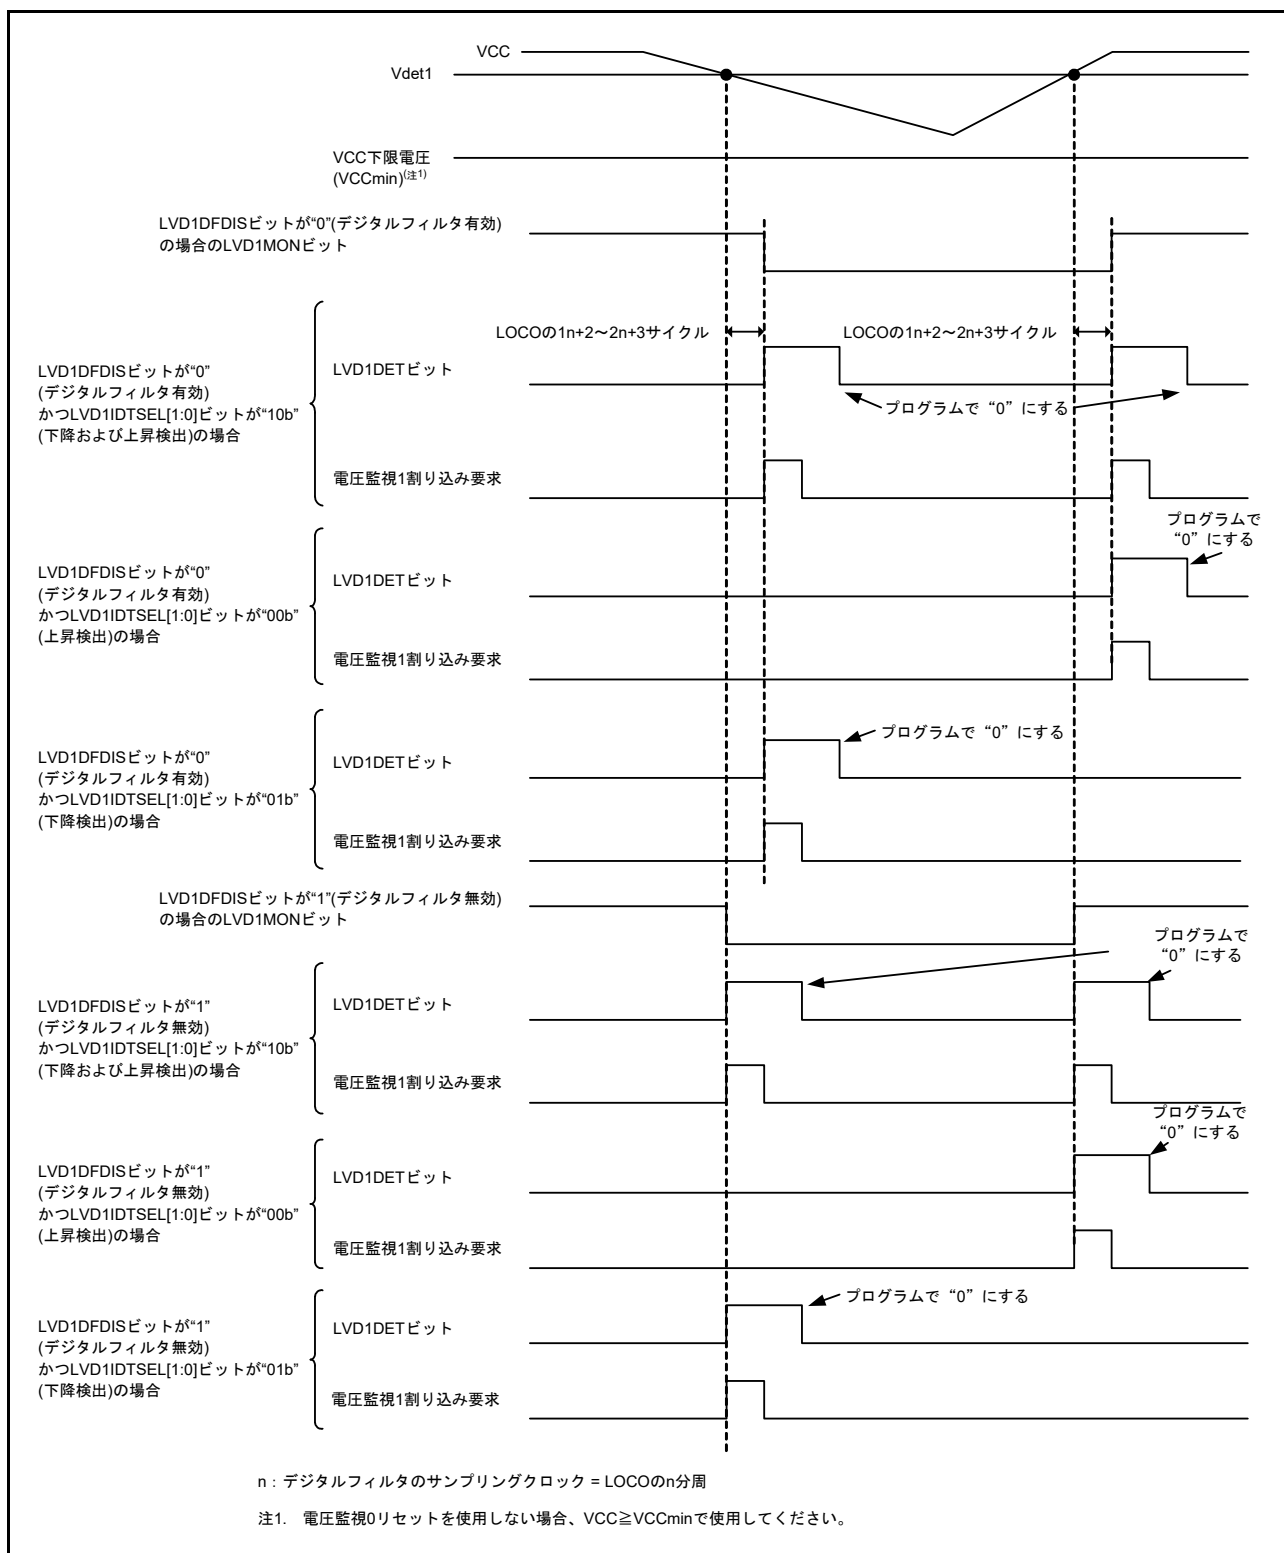 VCC
Vdet1
VCC下限電圧
(VCCmin)(注1)
LVD1DFDISビットが“0”(デジタルフィルタ有効)
の場合のLVD1MONビット
LOCOの1n+2～2n+3サイクル
LOCOの1n+2～2n+3サイクル
LVD1DFDISビットが“0”
(デジタルフィルタ有効)
かつLVD1IDTSEL[1:0]ビットが“10b”
(下降および上昇検出)の場合
LVD1DETビット
プログラムで“0”にする
電圧監視1割り込み要求
プログラムで
“0”にする
LVD1DFDISビットが“0”
(デジタルフィルタ有効)
かつLVD1IDTSEL[1:0]ビットが“00b”
(上昇検出)の場合
LVD1DETビット
電圧監視1割り込み要求
プログラムで“0”にする
LVD1DFDISビットが“0”
(デジタルフィルタ有効)
かつLVD1IDTSEL[1:0]ビットが“01b”
(下降検出)の場合
LVD1DETビット
電圧監視1割り込み要求
LVD1DFDISビットが“1”(デジタルフィルタ無効)
の場合のLVD1MONビット
プログラムで
“0”にする
LVD1DFDISビットが“1”
(デジタルフィルタ無効)
かつLVD1IDTSEL[1:0]ビットが“10b”
(下降および上昇検出)の場合
LVD1DETビット
電圧監視1割り込み要求
プログラムで
“0”にする
LVD1DFDISビットが“1”
(デジタルフィルタ無効)
かつLVD1IDTSEL[1:0]ビットが“00b”
(上昇検出)の場合
LVD1DETビット
電圧監視1割り込み要求
プログラムで“0”にする
LVD1DFDISビットが“1”
(デジタルフィルタ無効)
かつLVD1IDTSEL[1:0]ビットが“01b”
(下降検出)の場合
LVD1DETビット
電圧監視1割り込み要求
n：デジタルフィルタのサンプリングクロック = LOCOのn分周
注1. 電圧監視0リセットを使用しない場合、VCC≧VCCminで使用してください。